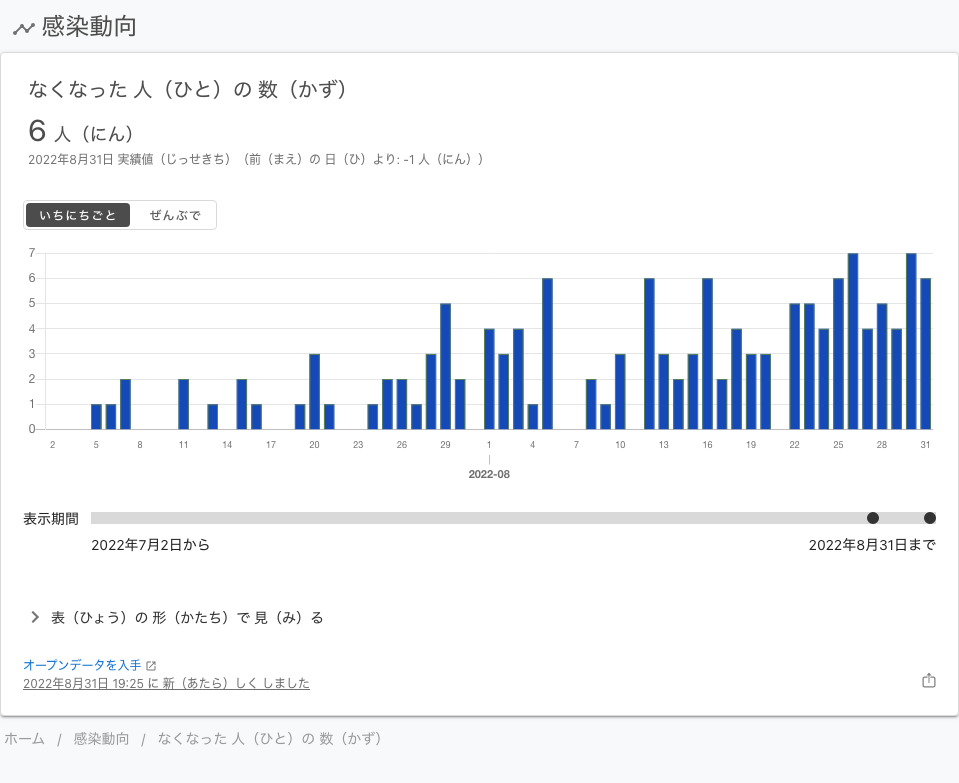 感染動向
なくなった 人（ひと）の 数（かず）
6 人（にん）
2022年8月31日 実績値（じっせきち）（前（まえ）の 日（ひ）より: -1 人（にん））
いちにちごと ぜんぶで
7
6
5
4
3
2
1
0
2 5 8 11 14 17 20 23 26 29 1 4 7 10 13 16 19 22 25 28 31
2022-08
表示期間
2022年7月2日から 2022年8月31日まで
表（ひょう）の 形（かたち）で 見（み）る
オープンデータを入手
2022年8月31日 19:25 に 新（あたら）しく しました
ホーム / 感染動向 / なくなった 人（ひと）の 数（かず）